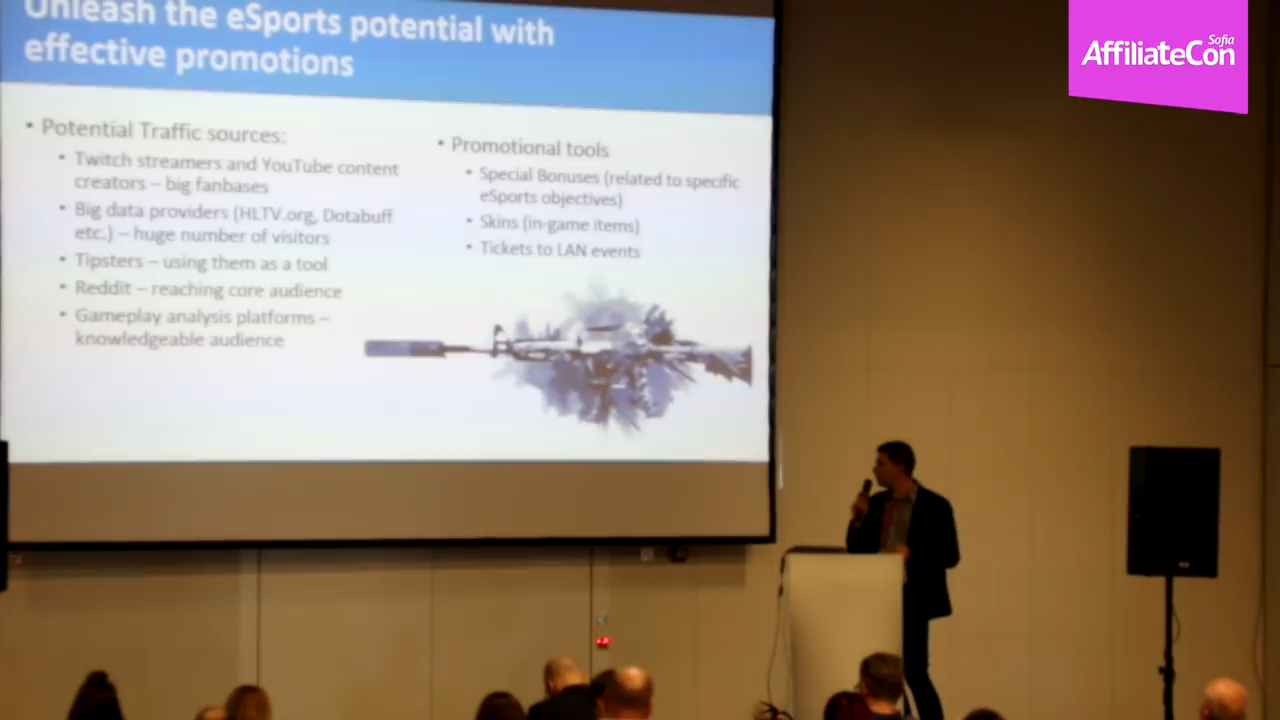 Unleash the eSports potential with
effective promotions
• Potential Traffic sources:
• Twitch streamers and YouTube content
creators – big fanbases
• Big data providers (HLTV.org, Dotabuff
etc.) – huge number of visitors
• Tipsters – using them as a tool
• Reddit – reaching core audience
• Gameplay analysis platforms –
knowledgeable audience
• Promotional tools
• Special Bonuses (related to specific
eSports objectives)
• Skins (in-game items)
• Tickets to LAN events
Sofia
AffiliateCon